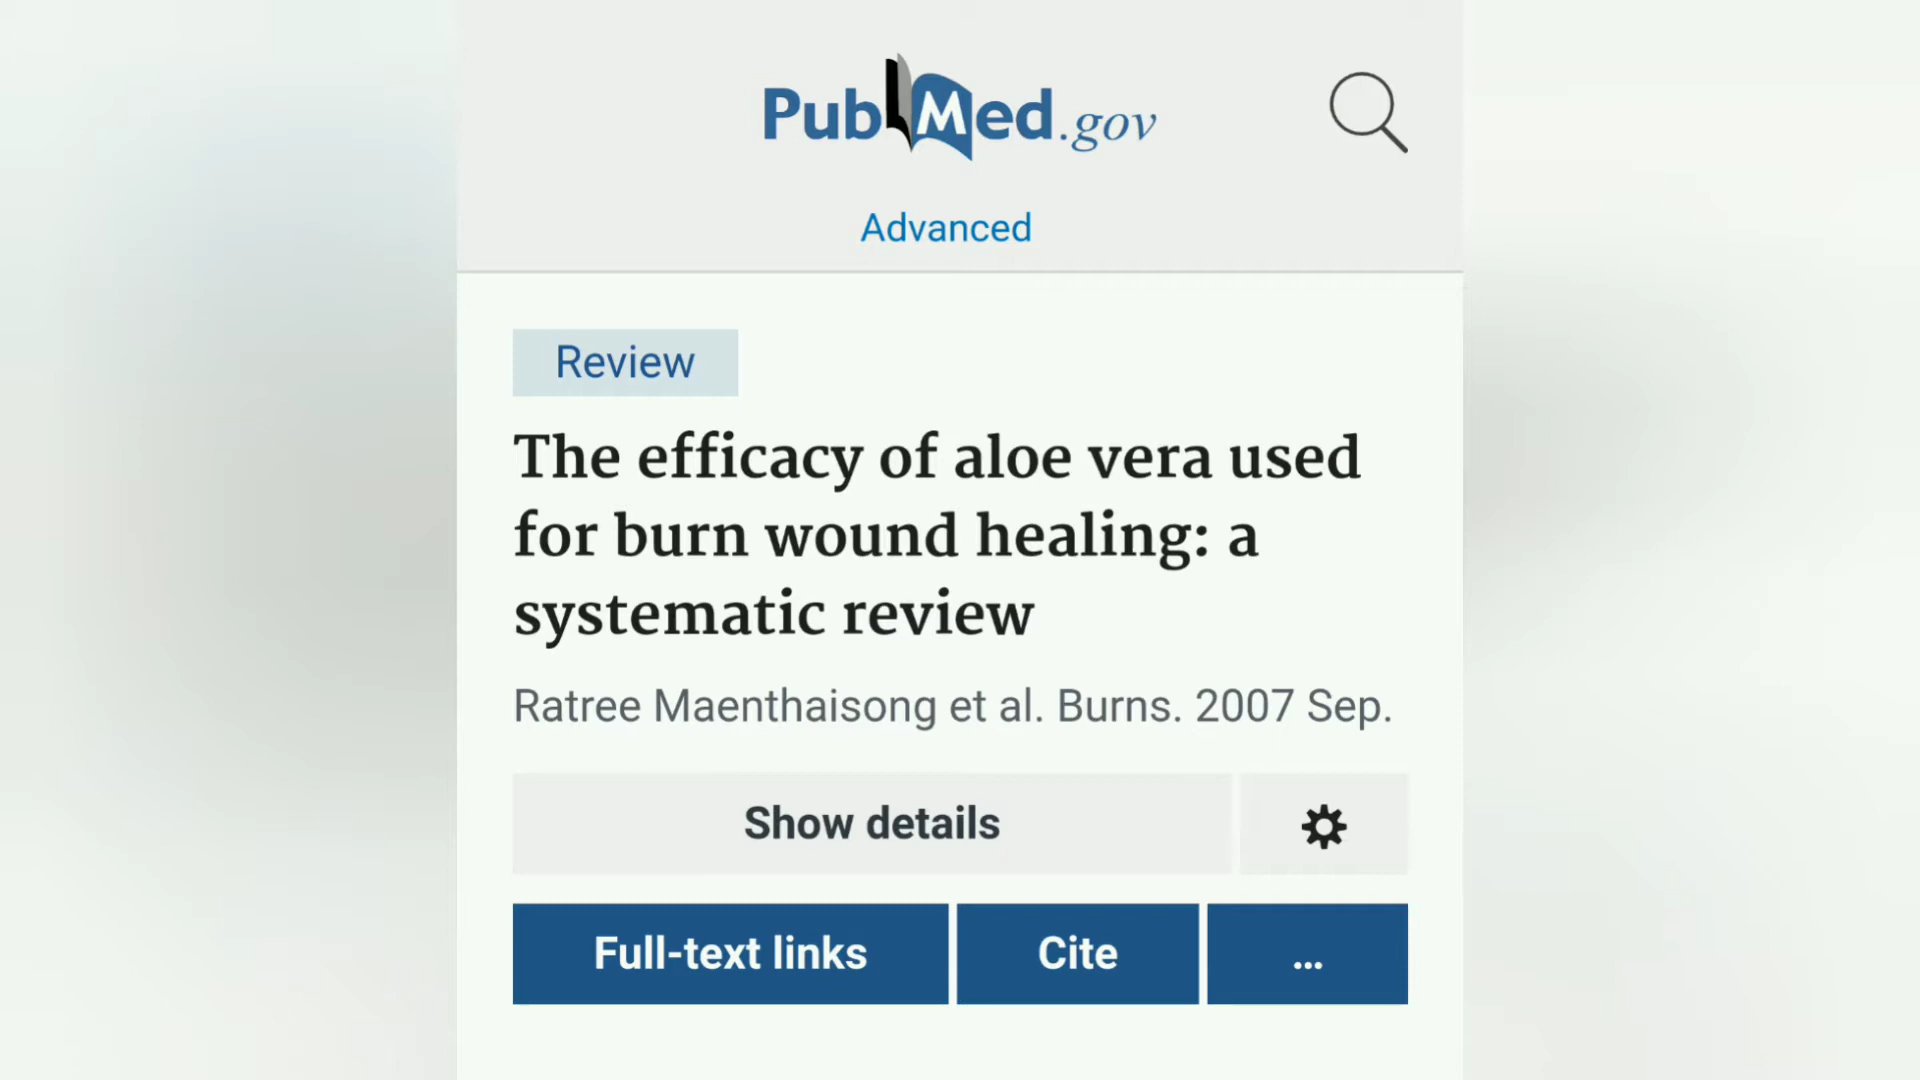 PubMed.gov
Advanced
Review
The efficacy of aloe vera used
for burn wound healing: a
systematic review
Ratree Maenthaisong et al. Burns. 2007 Sep.
Show details
Full-text links
Cite
...